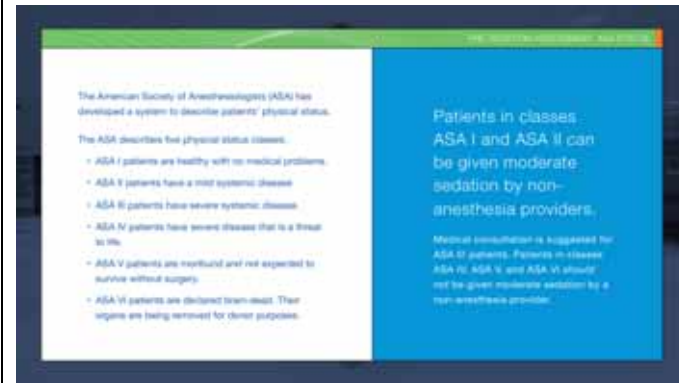 PRE-SEDATION ASSESSMENT: ASA STATUS
The American Society of Anesthesiologists (ASA) has
developed a system to describe patients' physical status.
The ASA describes five physical status classes:
• ASA I patients are healthy with no medical problems.
• ASA II patients have a mild systemic disease.
• ASA III patients have severe systemic disease.
• ASA IV patients have severe disease that is a threat
to life.
• ASA V patients are moribund and not expected to
survive without surgery.
• ASA VI patients are declared brain-dead. Their
organs are being removed for donor purposes.
Patients in classes
ASA I and ASA II can
be given moderate
sedation by non-
anesthesia providers.
Medical consultation is suggested for
ASA III patients. Patients in classes
ASA IV, ASA V, and ASA VI should
not be given moderate sedation by a
non-anesthesia provider.